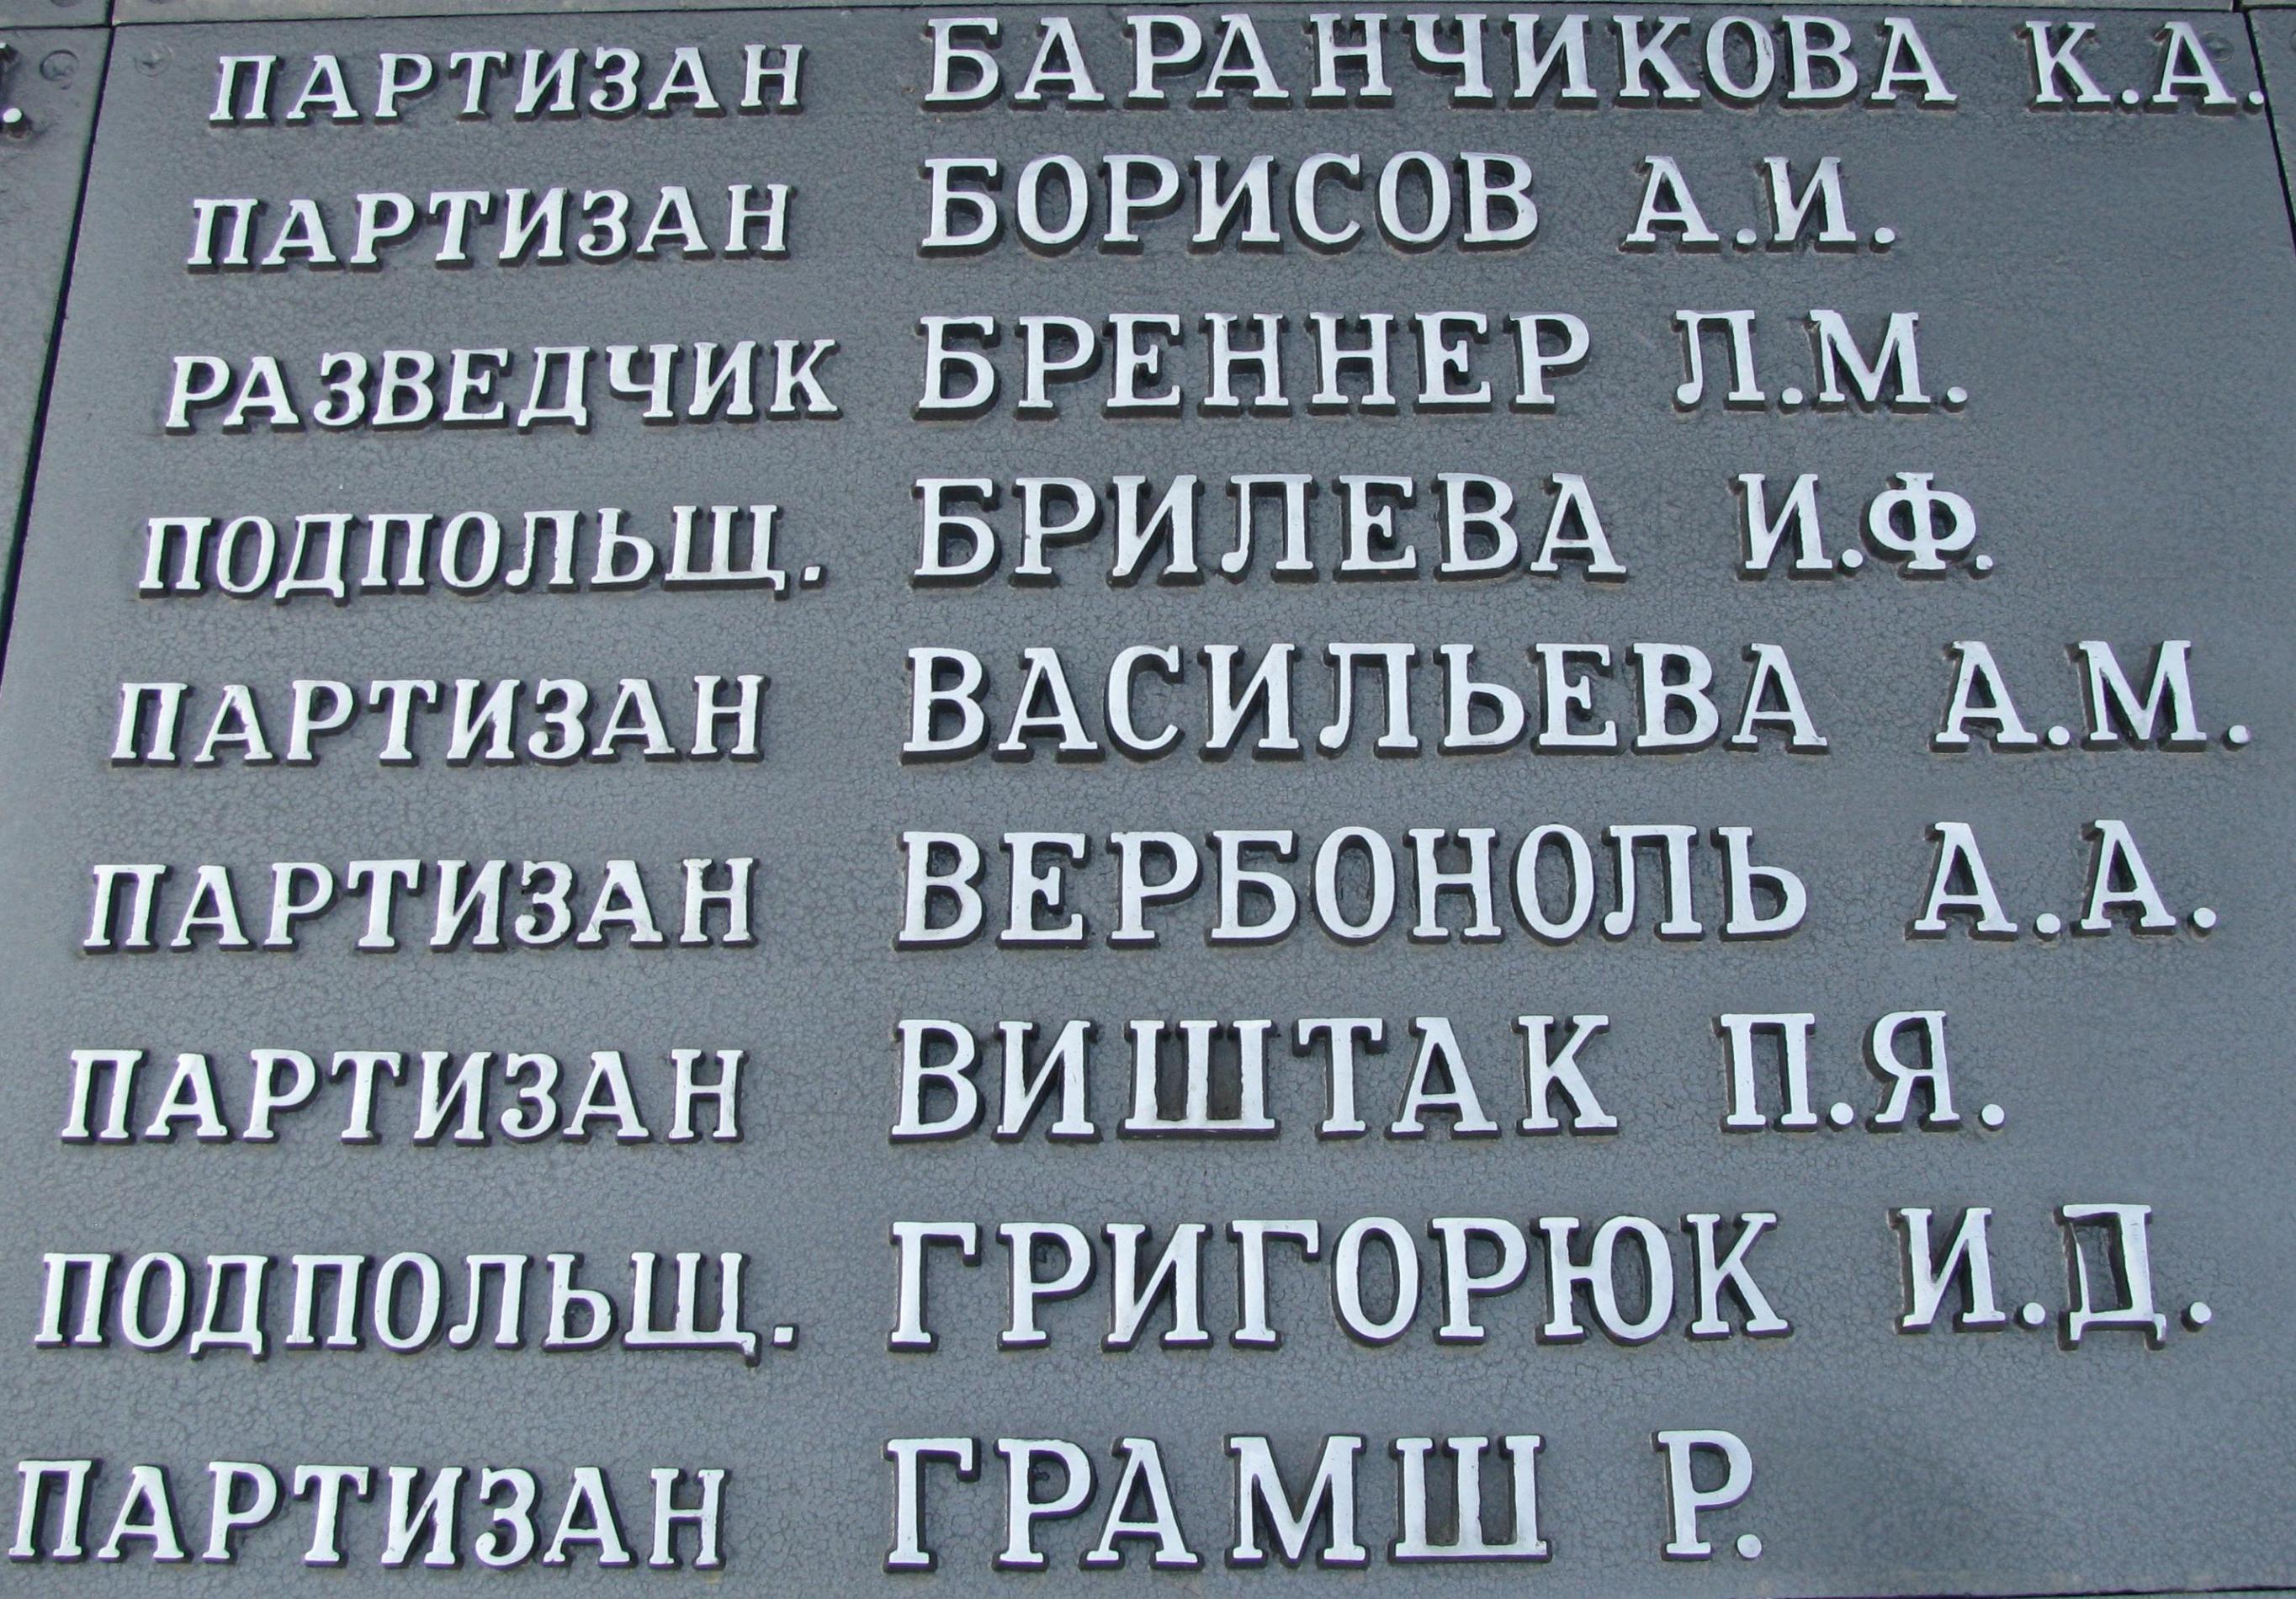 ПАРТИЗАН БАРАНЧИКОВА К.А.
ПАРТИЗАН БОРИСОВ А.И.
РАЗВЕДЧИК БРЕННЕР Л.М.
ПОДПОЛЬЩ. БРИЛЕВА И.Ф.
ПАРТИЗАН ВАСИЛЬЕВА А.М.
ПАРТИЗАН ВЕРБОНОЛЬ А.А.
ПАРТИЗАН ВИШТАК П.Я.
ПОДПОЛЬЩ. ГРИГОРЮК И.Д.
ПАРТИЗАН ГРАМШ Р.